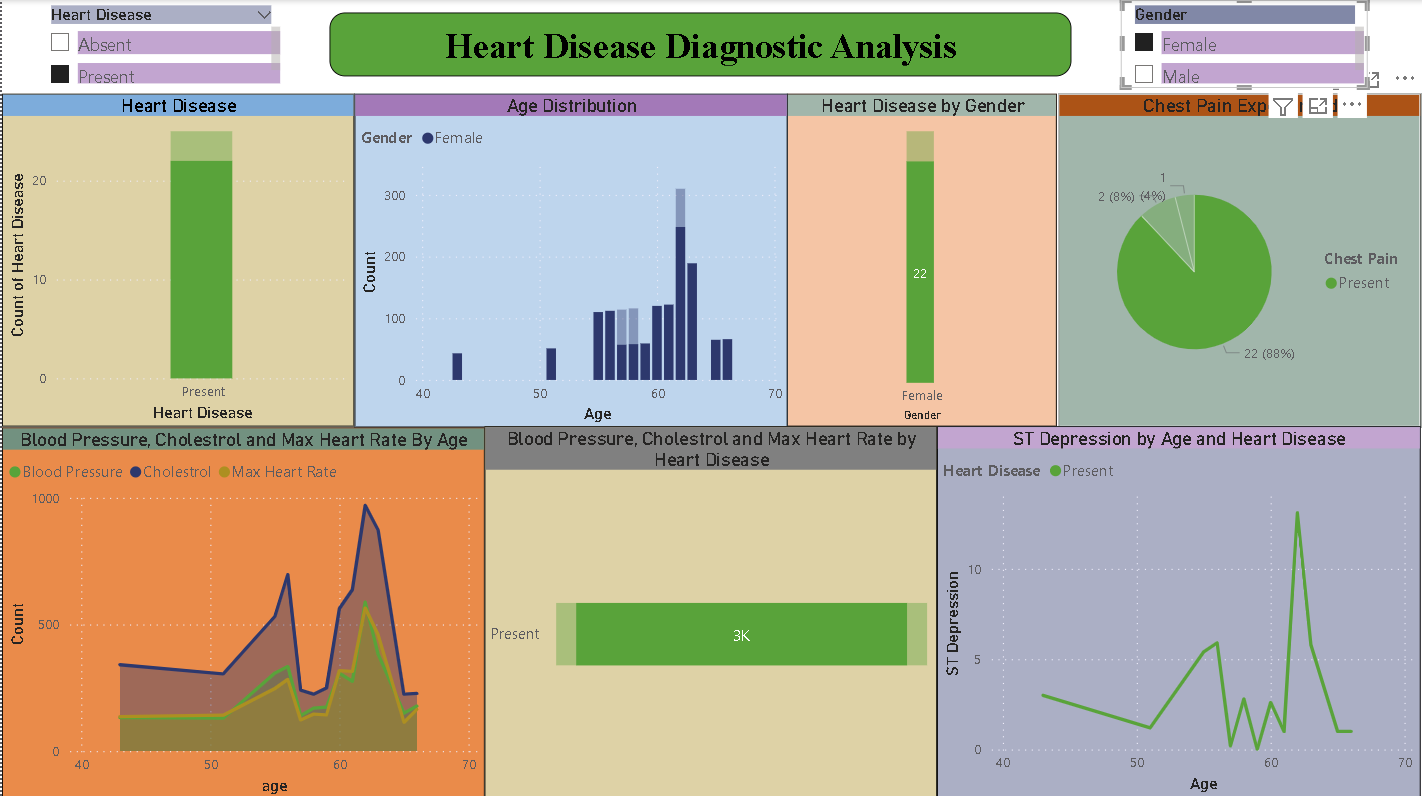 Heart Disease
Absent
Present
Heart Disease Diagnostic Analysis
Gender
Female
Male
Heart Disease
Count of Heart Disease
20
10
0
Present
Heart Disease
Age Distribution
Gender Female
Count
300
200
100
0
40 50 60 70
Age
Heart Disease by Gender
22
Female
Gender
Chest Pain Exp
1
2 (8%) (4%)
Chest Pain
Present
22 (88%)
Blood Pressure, Cholestrol and Max Heart Rate By Age
Blood Pressure Cholestrol Max Heart Rate
Count
1000
500
0
40 50 60 70
age
Blood Pressure, Cholestrol and Max Heart Rate by
Heart Disease
Present
3K
ST Depression by Age and Heart Disease
Heart Disease Present
ST Depression
10
5
0
40 50 60 70
Age